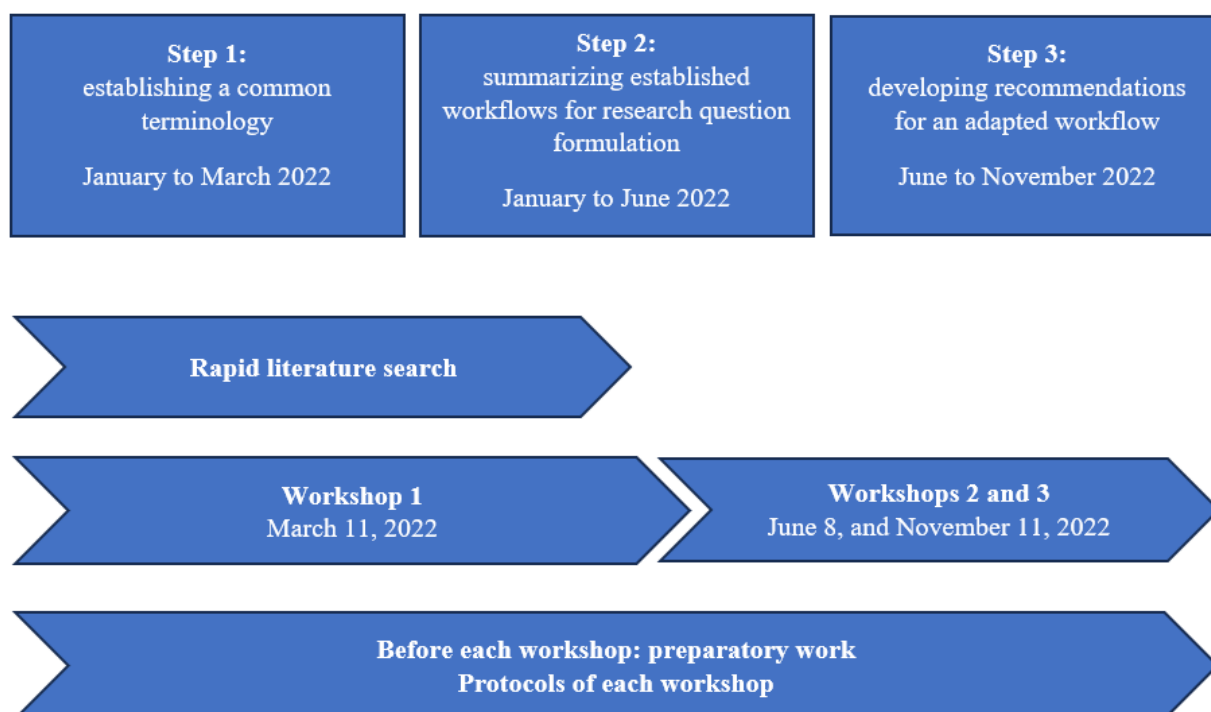 Step 1:
establishing a common
terminology
January to March 2022
Step 2:
summarizing established
workflows for research question
formulation
January to June 2022
Step 3:
developing recommendations
for an adapted workflow
June to November 2022
Rapid literature search
Workshop 1
March 11, 2022
Workshops 2 and 3
June 8, and November 11, 2022
Before each workshop: preparatory work
Protocols of each workshop